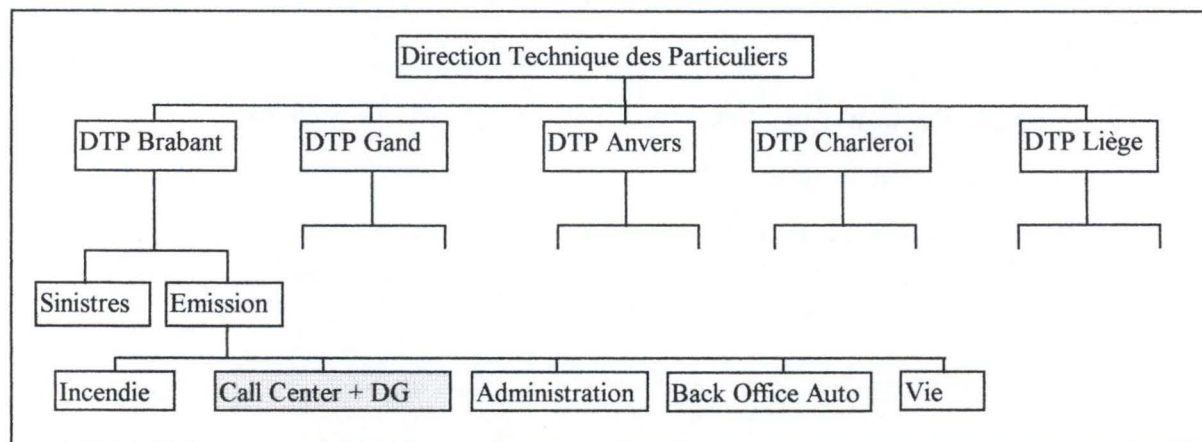 Direction Technique des Particuliers
DTP Brabant
DTP Gand
DTP Anvers
DTP Charleroi
DTP Liège
Sinistres
Emission
Incendie
Call Center + DG
Administration
Back Office Auto
Vie